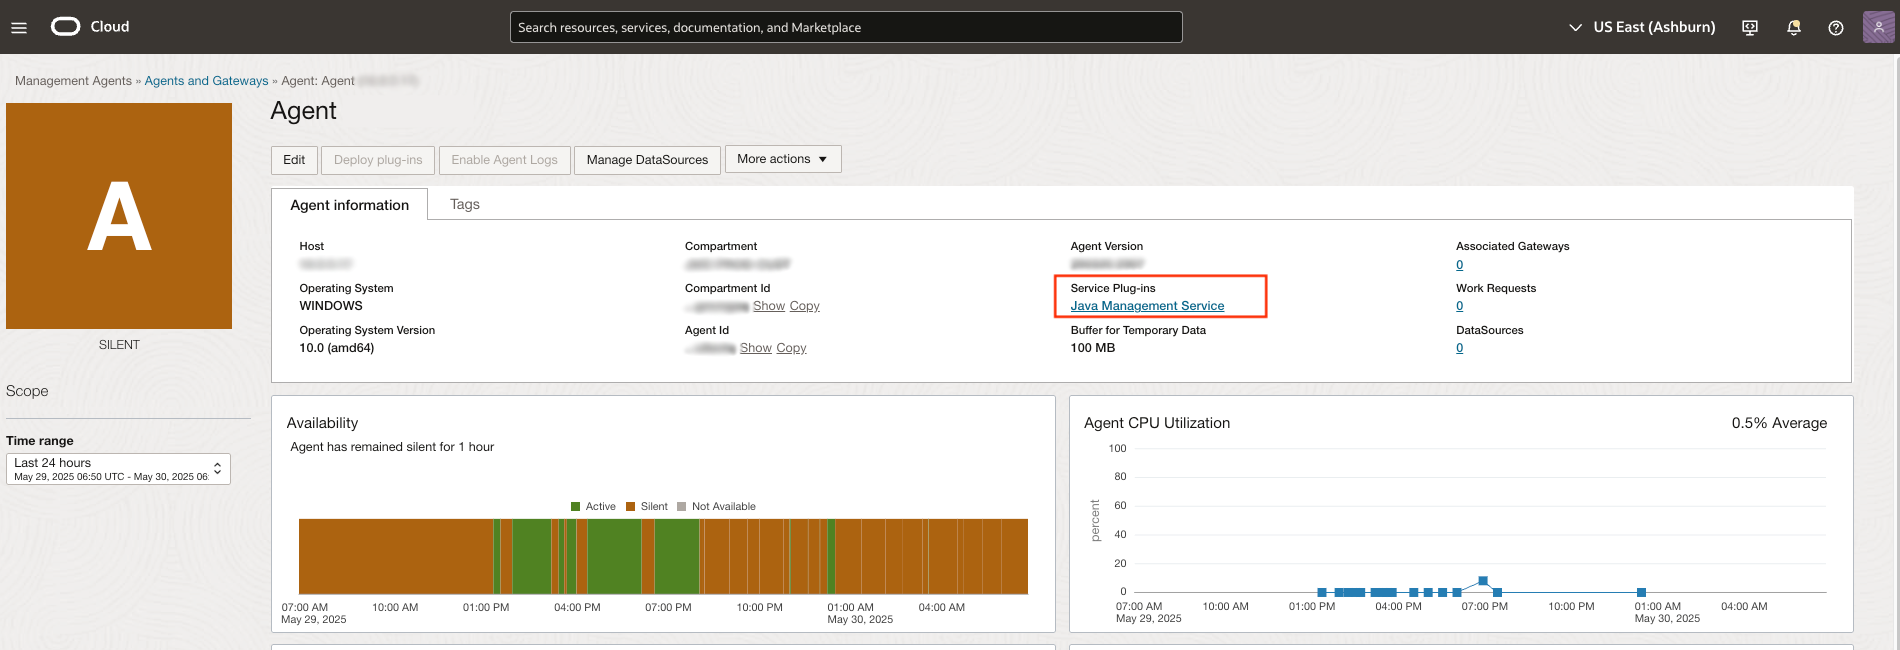 Cloud
Search resources, services, documentation, and Marketplace
US East (Ashburn)
Management Agents » Agents and Gateways » Agent: Agent
A
SILENT
Scope
Time range
Last 24 hours
May 29, 2025 06:50 UTC - May 30, 2025 06:
Agent
Edit
Deploy plug-ins
Enable Agent Logs
Manage DataSources
More actions
Agent information
Tags
Host
Operating System
WINDOWS
Operating System Version
10.0 (amd64)
Compartment
Compartment Id
Show Copy
Agent Id
Show Copy
Agent Version
Service Plug-ins
Java Management Service
Buffer for Temporary Data
100 MB
Associated Gateways
0
Work Requests
0
DataSources
0
Availability
Agent has remained silent for 1 hour
Active Silent Not Available
07:00 AM 10:00 AM 01:00 PM 04:00 PM 07:00 PM 10:00 PM 01:00 AM 04:00 AM
May 29, 2025 May 30, 2025
Agent CPU Utilization
0.5% Average
percent
100
80
60
40
20
0
07:00 AM 10:00 AM 01:00 PM 04:00 PM 07:00 PM 10:00 PM 01:00 AM 04:00 AM
May 29, 2025 May 30, 2025